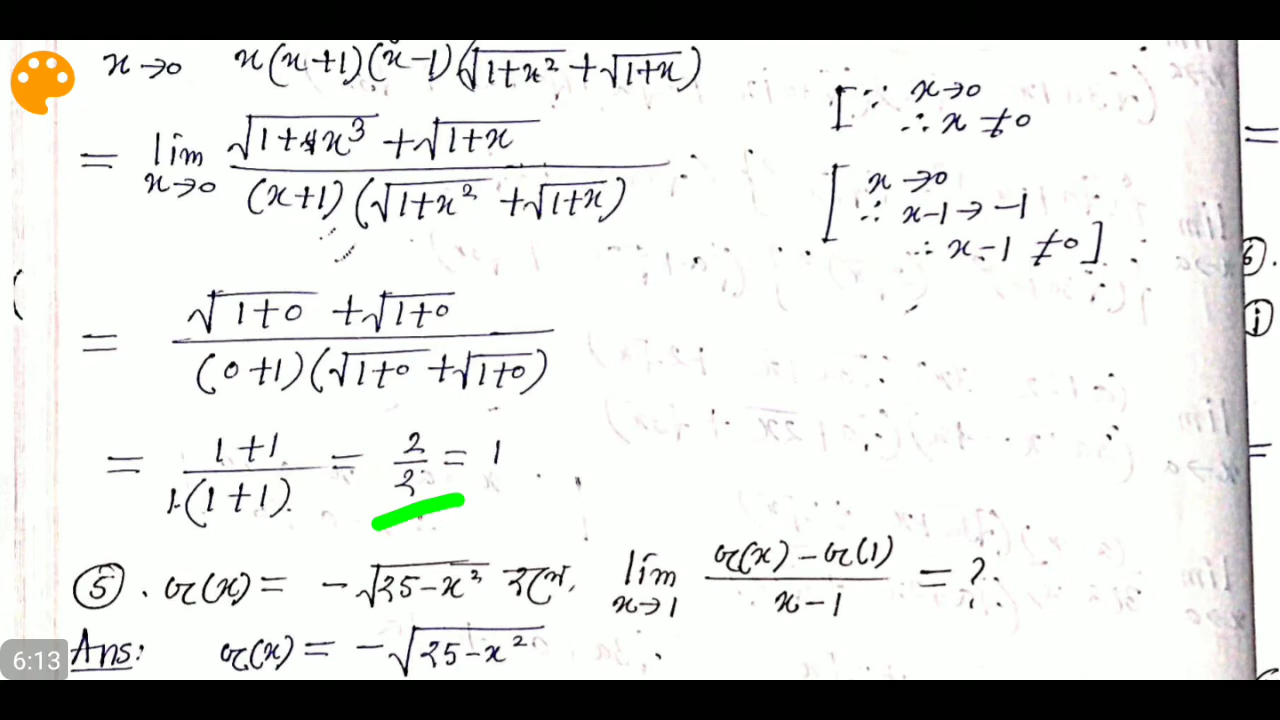 x→0 x(x+1)(x-1)(√1+x² + √1+x)
= lim x→0 (√1+x³ + √1+x) / ((x+1)(√1+x² + √1+x))
[∵ x→0
∴ x ≠ 0
[x→0
∴ x-1→-1
∴ x-1 ≠ 0]
= (√1+0 + √1+0) / ((0+1)(√1+0 + √1+0))
= (1+1) / (1·(1+1)) = 2/2 = 1
⑤. G(x) = -√25-x² হলে, lim x→1 (G(x)-G(1)) / (x-1) = ?
Ans: G(x) = -√25-x²
6:13
=
⑥.
ⓘ
=